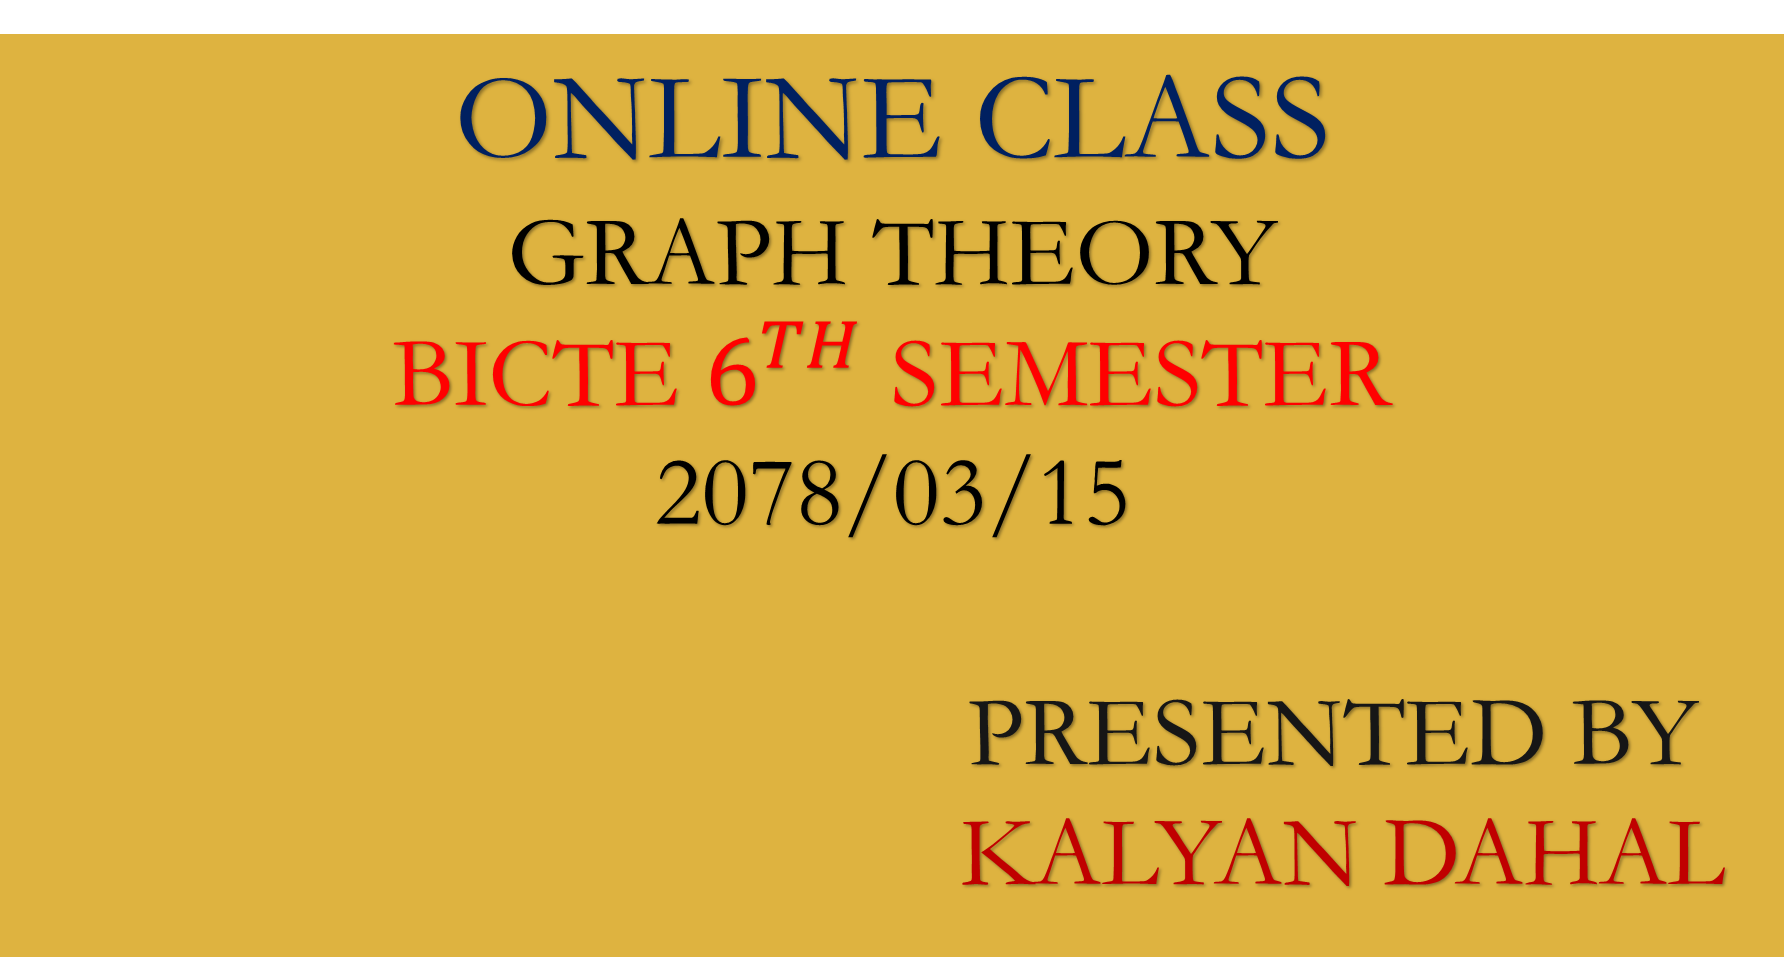 ONLINE CLASS
GRAPH THEORY
BICTE 6TH SEMESTER
2078/03/15
PRESENTED BY
KALYAN DAHAL